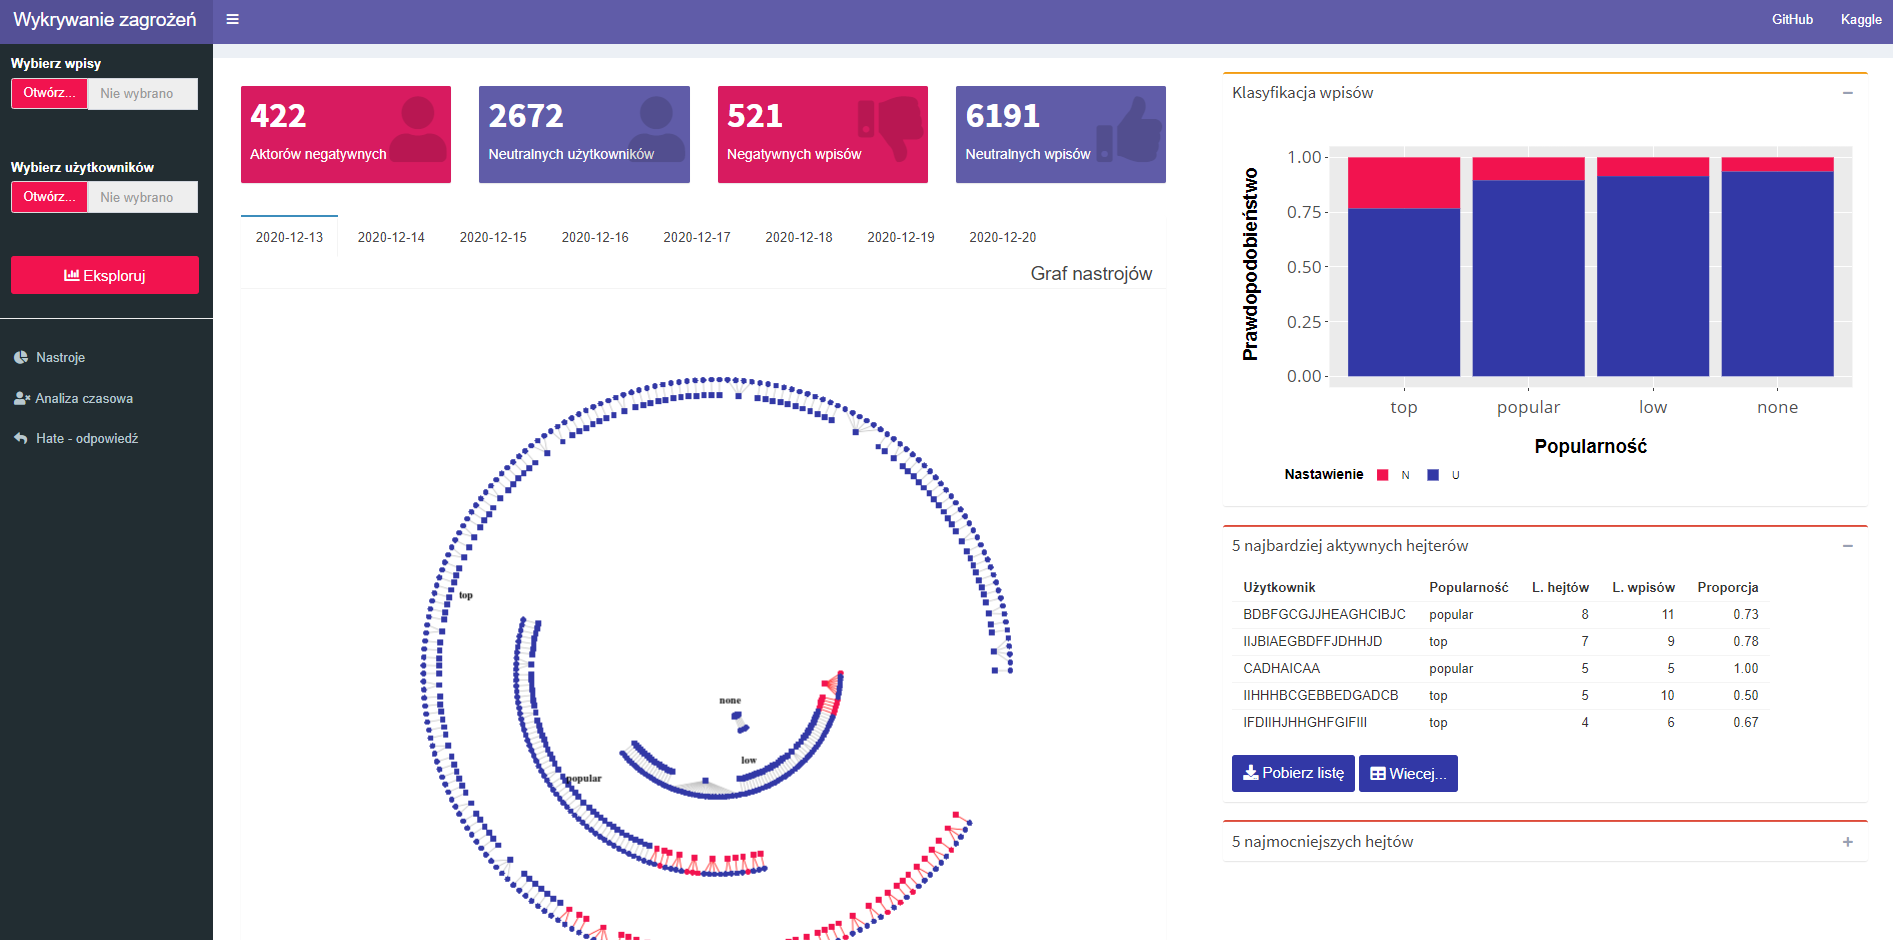 Wykrywanie zagrożeń
GitHub Kaggle
Wybierz wpisy
Otwórz... Nie wybrano
Wybierz użytkowników
Otwórz... Nie wybrano
Eksploruj
Nastroje
Analiza czasowa
Hate - odpowiedź
422
Aktorów negatywnych
2672
Neutralnych użytkowników
521
Negatywnych wpisów
6191
Neutralnych wpisów
2020-12-13 2020-12-14 2020-12-15 2020-12-16 2020-12-17 2020-12-18 2020-12-19 2020-12-20
Graf nastrojów
top
popular
none
low
Klasyfikacja wpisów
Prawdopodobieństwo
1.00
0.75
0.50
0.25
0.00
top popular low none
Popularność
Nastawienie N U
5 najbardziej aktywnych hejterów
Użytkownik Popularność L. hejtów L. wpisów Proporcja
BDBFGCGJJHEAGHCIBJC popular 8 11 0.73
IIJBIAEGBDFFJDHHJD top 7 9 0.78
CADHAICAA popular 5 5 1.00
IIHHHBCGEBBEDGADCB top 5 10 0.50
IFDIIHJHHGHFGIFIII top 4 6 0.67
Pobierz listę Wiecej...
5 najmocniejszych hejtów